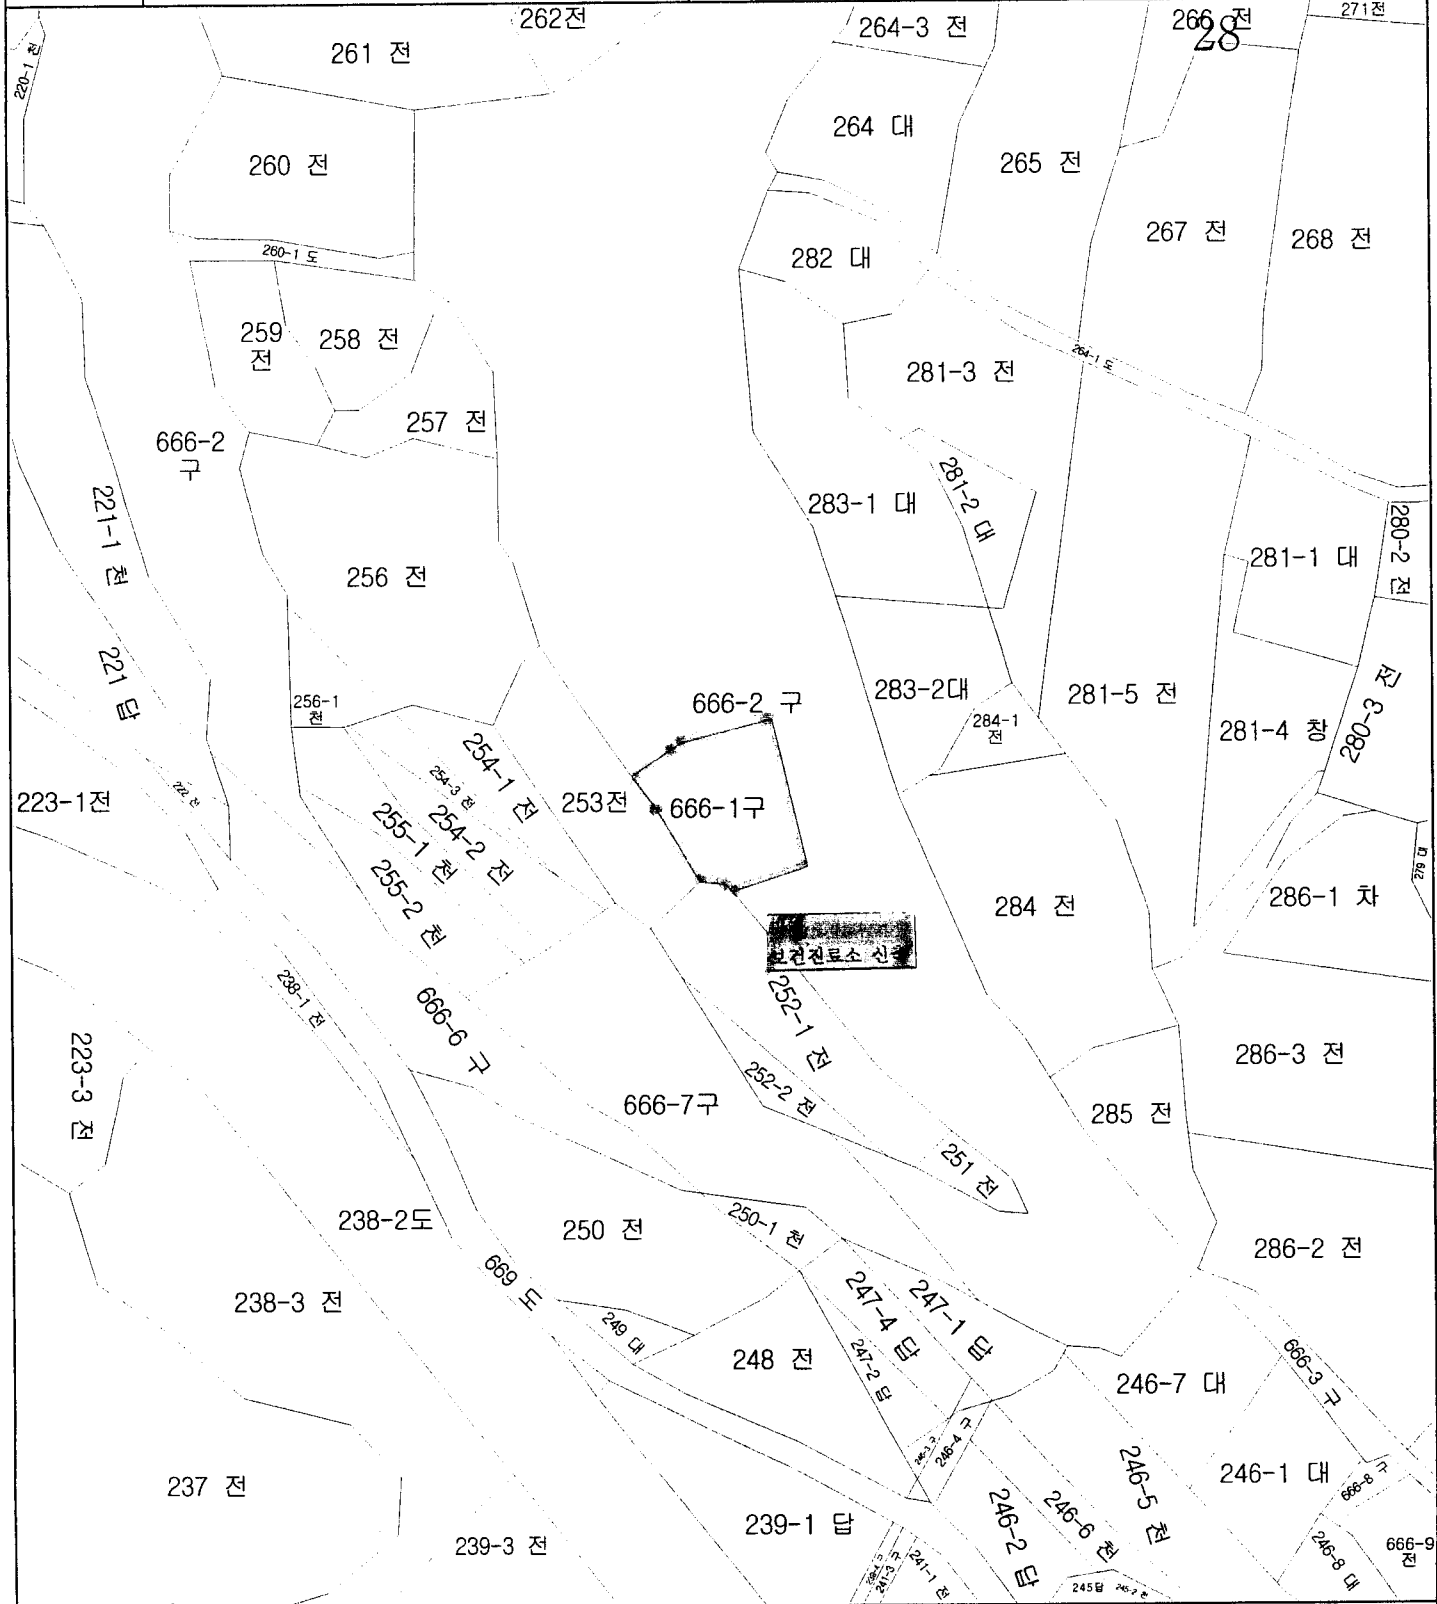 262전
264-3 전
266 전
271전
28
261 전
220-1 천
264 대
260 전
265 전
267 전
268 전
260-1 도
282 대
259
전
258 전
264-1 도
281-3 전
257 전
666-2
구
221-1 천
283-1 대
281-2 대
280-2 전
281-1 대
256 전
221 답
256-1
천
666-2 구
283-2대
284-1
전
281-5 전
281-4 창
280-3 전
254-1 전
254-3 전
223-1전
253전
666-1구
255-1 천
254-2 전
255-2 천
279 대
286-1 차
284 전
보건진료소 신축
238-1 전
666-6 구
252-1 전
223-3 전
286-3 전
252-2 전
666-7구
285 전
251 전
238-2도
250 전
250-1 천
286-2 전
669 도
238-3 전
247-4 답
247-1 답
249 대
248 전
247-2 답
666-3 구
246-7 대
246-4 구
237 전
246-5 천
246-1 대
666-8 구
239-1 답
246-2 답
246-6 천
239-3 전
241-3 구
241-1 전
246-8 대
666-9
전
245답